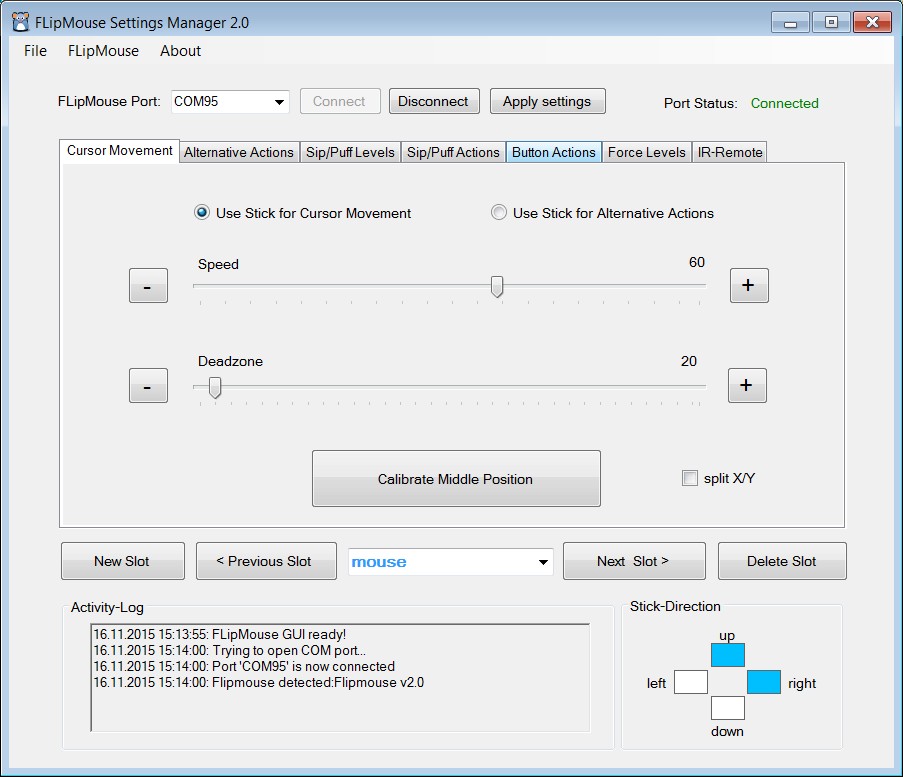 FLipMouse Settings Manager 2.0
File FLipMouse About
FLipMouse Port: COM95 Connect Disconnect Apply settings Port Status: Connected
Cursor Movement Alternative Actions Sip/Puff Levels Sip/Puff Actions Button Actions Force Levels IR-Remote
Use Stick for Cursor Movement Use Stick for Alternative Actions
Speed 60
- +
Deadzone 20
- +
Calibrate Middle Position split X/Y
New Slot < Previous Slot mouse Next Slot > Delete Slot
Activity-Log
16.11.2015 15:13:55: FLipMouse GUI ready!
16.11.2015 15:14:00: Trying to open COM port...
16.11.2015 15:14:00: Port 'COM95' is now connected
16.11.2015 15:14:00: Flipmouse detected:Flipmouse v2.0
Stick-Direction
up
left right
down